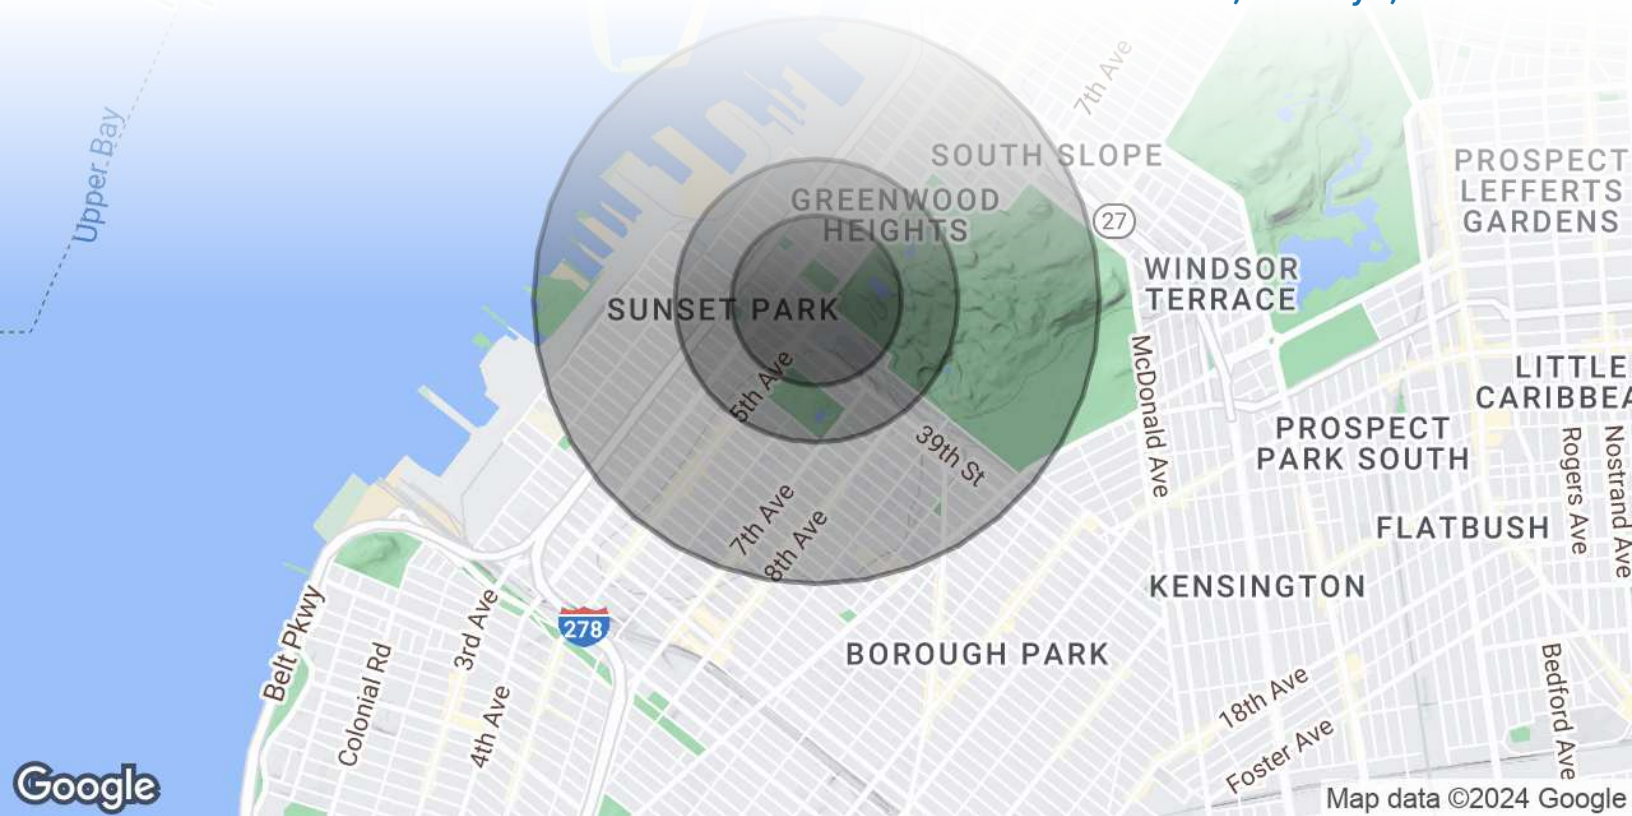 7th Ave
Upper Bay
SOUTH SLOPE
PROSPECT
LEFFERTS
GARDENS
GREENWOOD
HEIGHTS
27
WINDSOR
TERRACE
SUNSET PARK
5th Ave
McDonald Ave
LITTLE
CARIBBEA
39th St
PROSPECT
PARK SOUTH
Rogers Ave
Nostrand Ave
7th Ave
8th Ave
FLATBUSH
KENSINGTON
278
Belt Pkwy
3rd Ave
Colonial Rd
4th Ave
BOROUGH PARK
18th Ave
Foster Ave
Bedford Ave
Google
Map data ©2024 Google